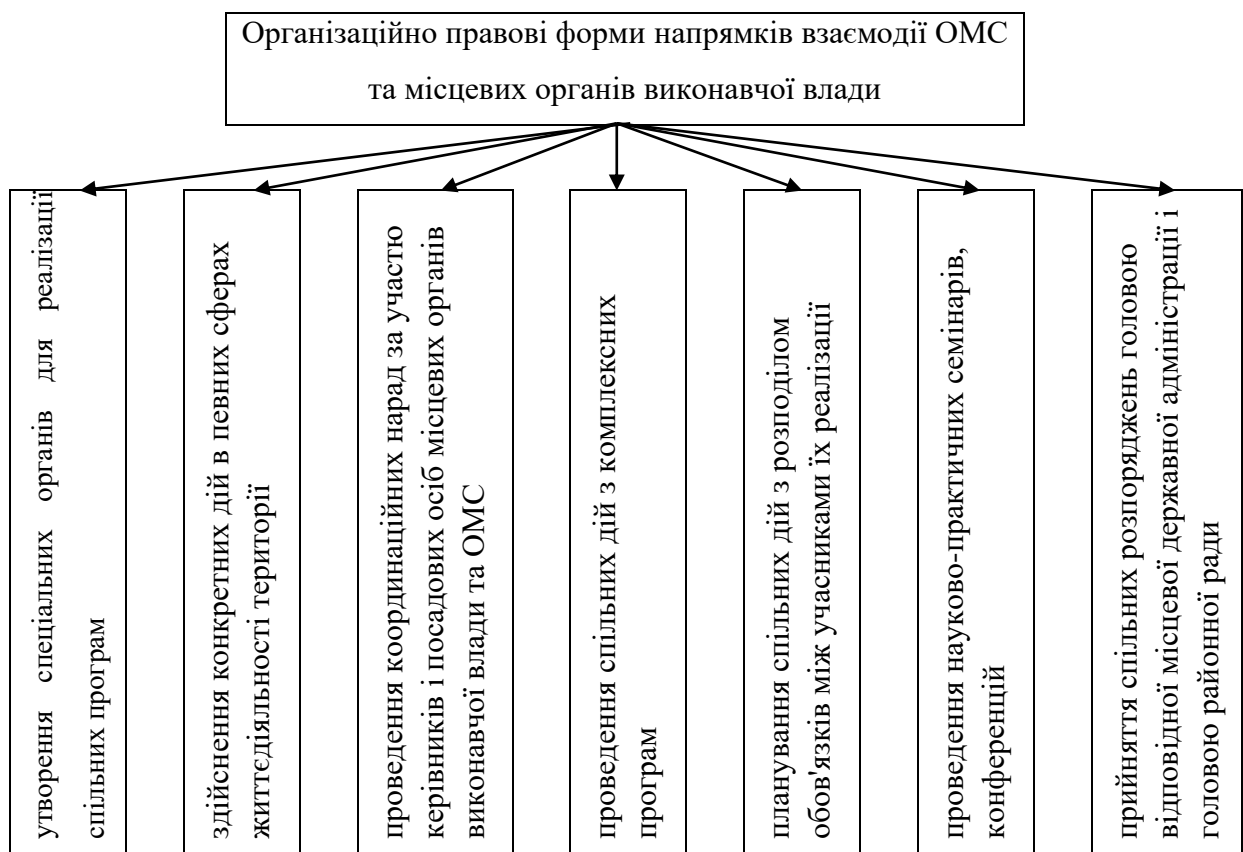 Організаційно правові форми напрямків взаємодії ОМС
та місцевих органів виконавчої влади
утворення спеціальних органів для реалізації
спільних програм
здійснення конкретних дій в певних сферах
життєдіяльності території
проведення координаційних нарад за участю
керівників і посадових осіб місцевих органів
виконавчої влади та ОМС
проведення спільних дій з комплексних
програм
планування спільних дій з розподілом
обов'язків між учасниками їх реалізації
проведення науково-практичних семінарів,
конференцій
прийняття спільних розпоряджень головою
відповідної місцевої державної адміністрації і
головою районної ради